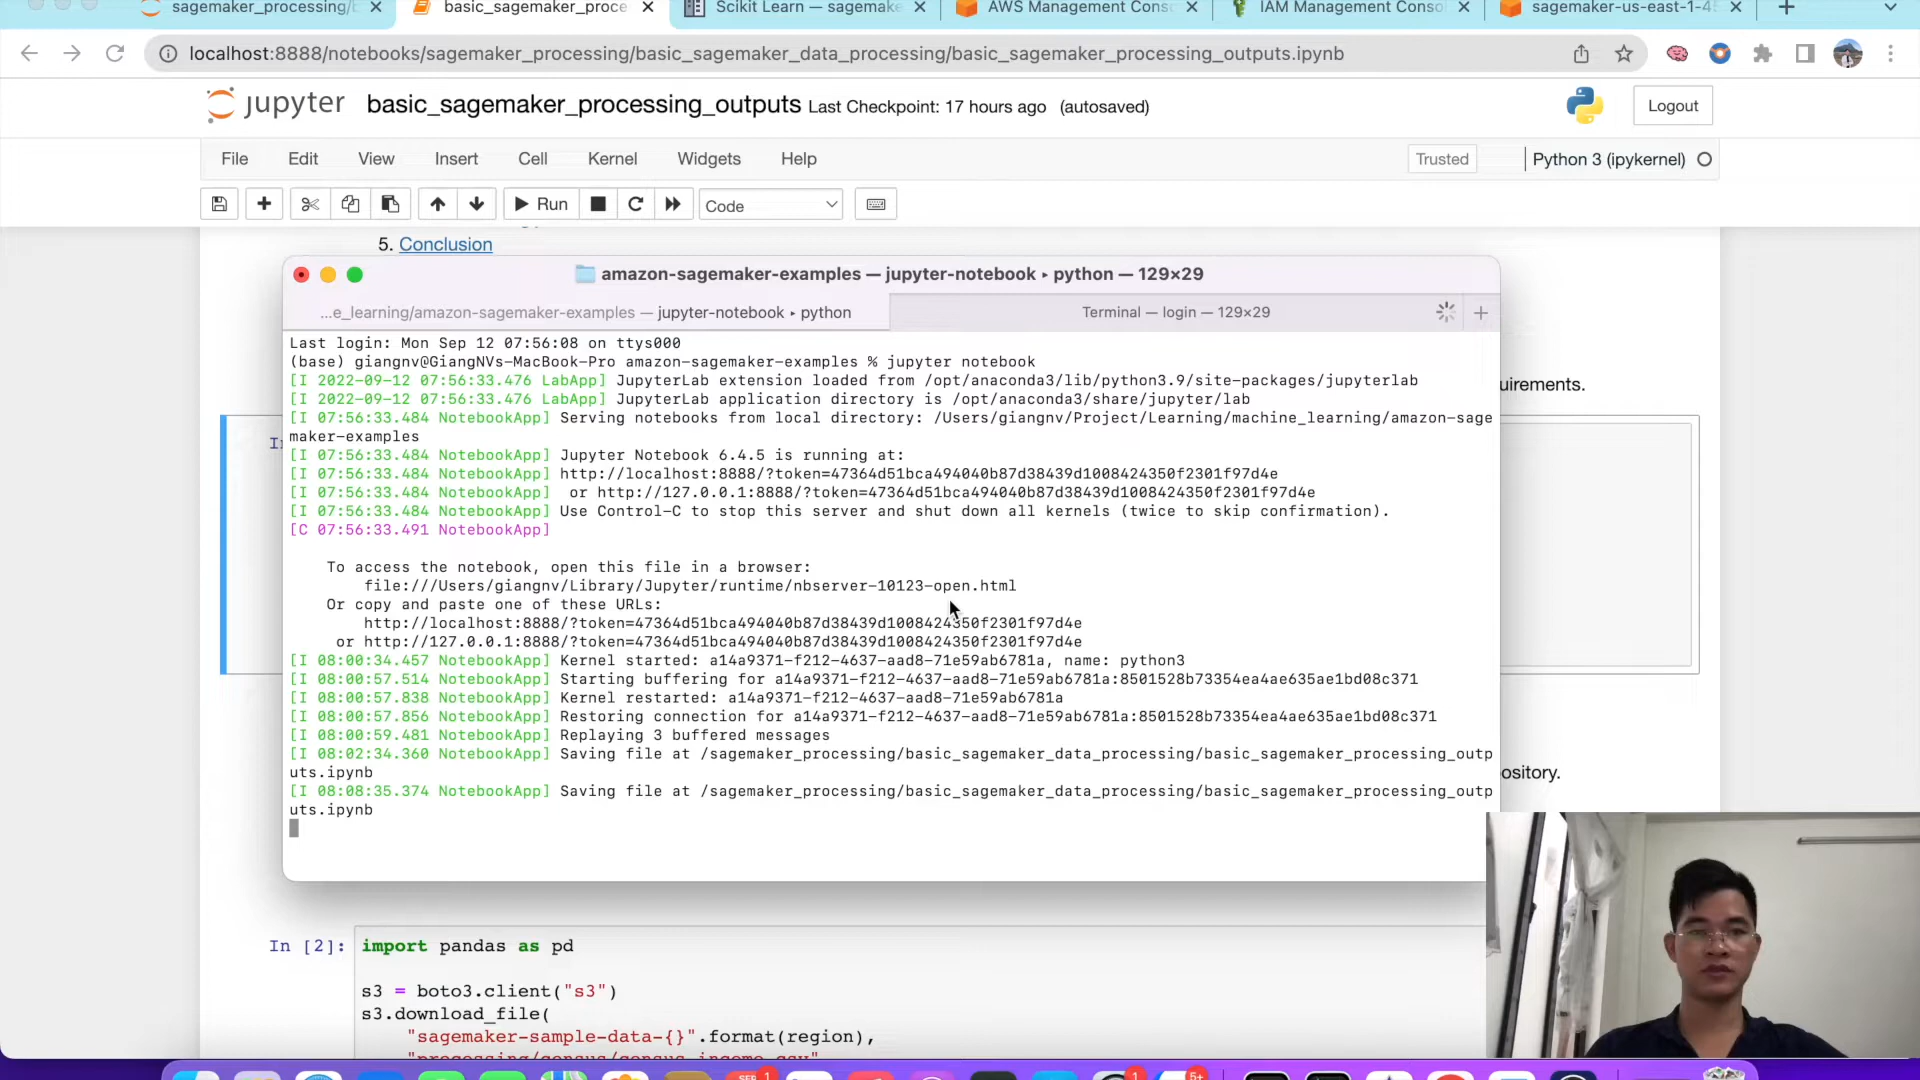 sagemaker_processing/b
basic_sagemaker_proce
Scikit Learn — sagemake
AWS Management Conso
IAM Management Consol
sagemaker-us-east-1-45
localhost:8888/notebooks/sagemaker_processing/basic_sagemaker_data_processing/basic_sagemaker_processing_outputs.ipynb
jupyter basic_sagemaker_processing_outputs Last Checkpoint: 17 hours ago (autosaved)
Logout
File Edit View Insert Cell Kernel Widgets Help
Trusted
Python 3 (ipykernel)
Run
Code
5. Conclusion
amazon-sagemaker-examples — jupyter-notebook ▸ python — 129×29
...e_learning/amazon-sagemaker-examples — jupyter-notebook ▸ python
Terminal — login — 129×29
Last login: Mon Sep 12 07:56:08 on ttys000
(base) giangnv@GiangNVs-MacBook-Pro amazon-sagemaker-examples % jupyter notebook
[I 2022-09-12 07:56:33.476 LabApp] JupyterLab extension loaded from /opt/anaconda3/lib/python3.9/site-packages/jupyterlab
[I 2022-09-12 07:56:33.476 LabApp] JupyterLab application directory is /opt/anaconda3/share/jupyter/lab
[I 07:56:33.484 NotebookApp] Serving notebooks from local directory: /Users/giangnv/Project/Learning/machine_learning/amazon-sage
maker-examples
[I 07:56:33.484 NotebookApp] Jupyter Notebook 6.4.5 is running at:
[I 07:56:33.484 NotebookApp] http://localhost:8888/?token=47364d51bca494040b87d38439d1008424350f2301f97d4e
[I 07:56:33.484 NotebookApp]  or http://127.0.0.1:8888/?token=47364d51bca494040b87d38439d1008424350f2301f97d4e
[I 07:56:33.484 NotebookApp] Use Control-C to stop this server and shut down all kernels (twice to skip confirmation).
[C 07:56:33.491 NotebookApp]
To access the notebook, open this file in a browser:
file:///Users/giangnv/Library/Jupyter/runtime/nbserver-10123-open.html
Or copy and paste one of these URLs:
http://localhost:8888/?token=47364d51bca494040b87d38439d1008424350f2301f97d4e
or http://127.0.0.1:8888/?token=47364d51bca494040b87d38439d1008424350f2301f97d4e
[I 08:00:34.457 NotebookApp] Kernel started: a14a9371-f212-4637-aad8-71e59ab6781a, name: python3
[I 08:00:57.514 NotebookApp] Starting buffering for a14a9371-f212-4637-aad8-71e59ab6781a:8501528b73354ea4ae635ae1bd08c371
[I 08:00:57.838 NotebookApp] Kernel restarted: a14a9371-f212-4637-aad8-71e59ab6781a
[I 08:00:57.856 NotebookApp] Restoring connection for a14a9371-f212-4637-aad8-71e59ab6781a:8501528b73354ea4ae635ae1bd08c371
[I 08:00:59.481 NotebookApp] Replaying 3 buffered messages
[I 08:02:34.360 NotebookApp] Saving file at /sagemaker_processing/basic_sagemaker_data_processing/basic_sagemaker_processing_outp
uts.ipynb
[I 08:08:35.374 NotebookApp] Saving file at /sagemaker_processing/basic_sagemaker_data_processing/basic_sagemaker_processing_outp
uts.ipynb
uirements.
ository.
In [2]: import pandas as pd
s3 = boto3.client("s3")
s3.download_file(
"sagemaker-sample-data-{}".format(region),
"processing/census/census-income.csv"